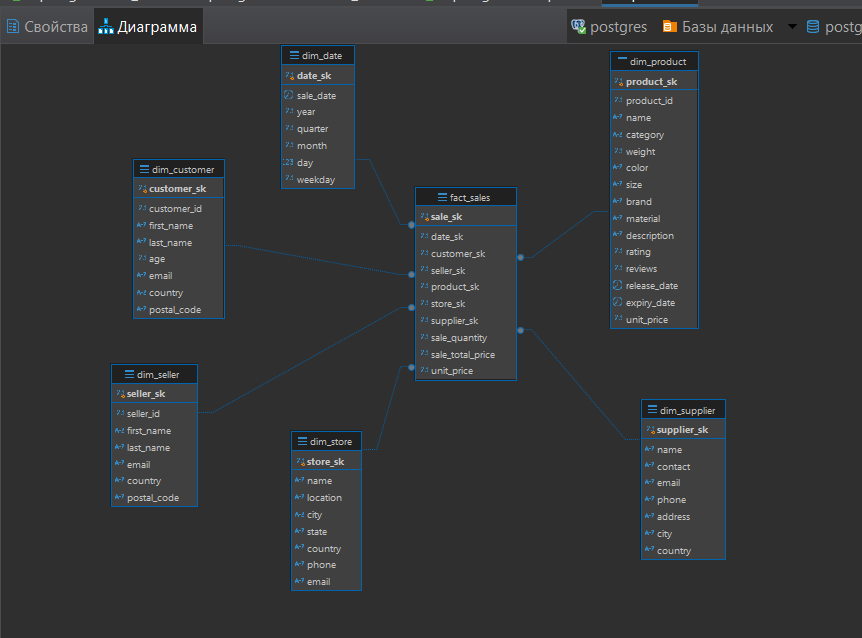 Свойства
Диаграмма
postgres
Базы данных
postg
dim_date
date_sk
sale_date
year
quarter
month
day
weekday
dim_product
product_sk
product_id
name
category
weight
color
size
brand
material
description
rating
reviews
release_date
expiry_date
unit_price
dim_customer
customer_sk
customer_id
first_name
last_name
age
email
country
postal_code
fact_sales
sale_sk
date_sk
customer_sk
seller_sk
product_sk
store_sk
supplier_sk
sale_quantity
sale_total_price
unit_price
dim_seller
seller_sk
seller_id
first_name
last_name
email
country
postal_code
dim_store
store_sk
name
location
city
state
country
phone
email
dim_supplier
supplier_sk
name
contact
email
phone
address
city
country